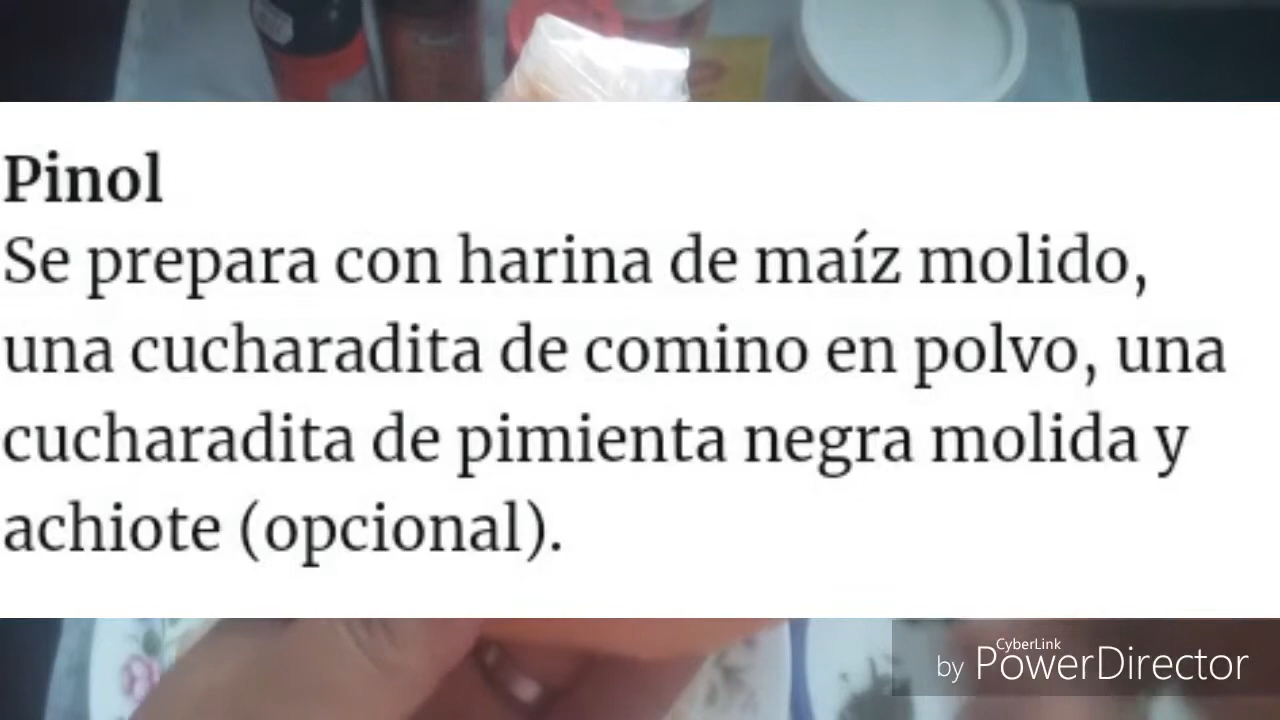 Pinol
Se prepara con harina de maíz molido,
una cucharadita de comino en polvo, una
cucharadita de pimienta negra molida y
achiote (opcional).
CyberLink
by PowerDirector